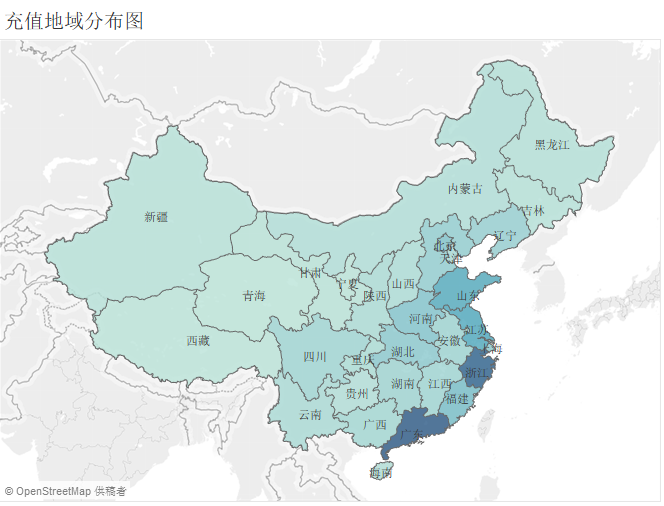 充值地域分布图
黑龙江
内蒙古
吉林
新疆
辽宁
北京
天津
甘肃
宁夏
山西
青海
陕西
山东
河南
江苏
西藏
安徽
上海
四川
重庆
湖北
浙江
湖南
江西
贵州
福建
云南
广西
广东
海南
© OpenStreetMap 供稿者